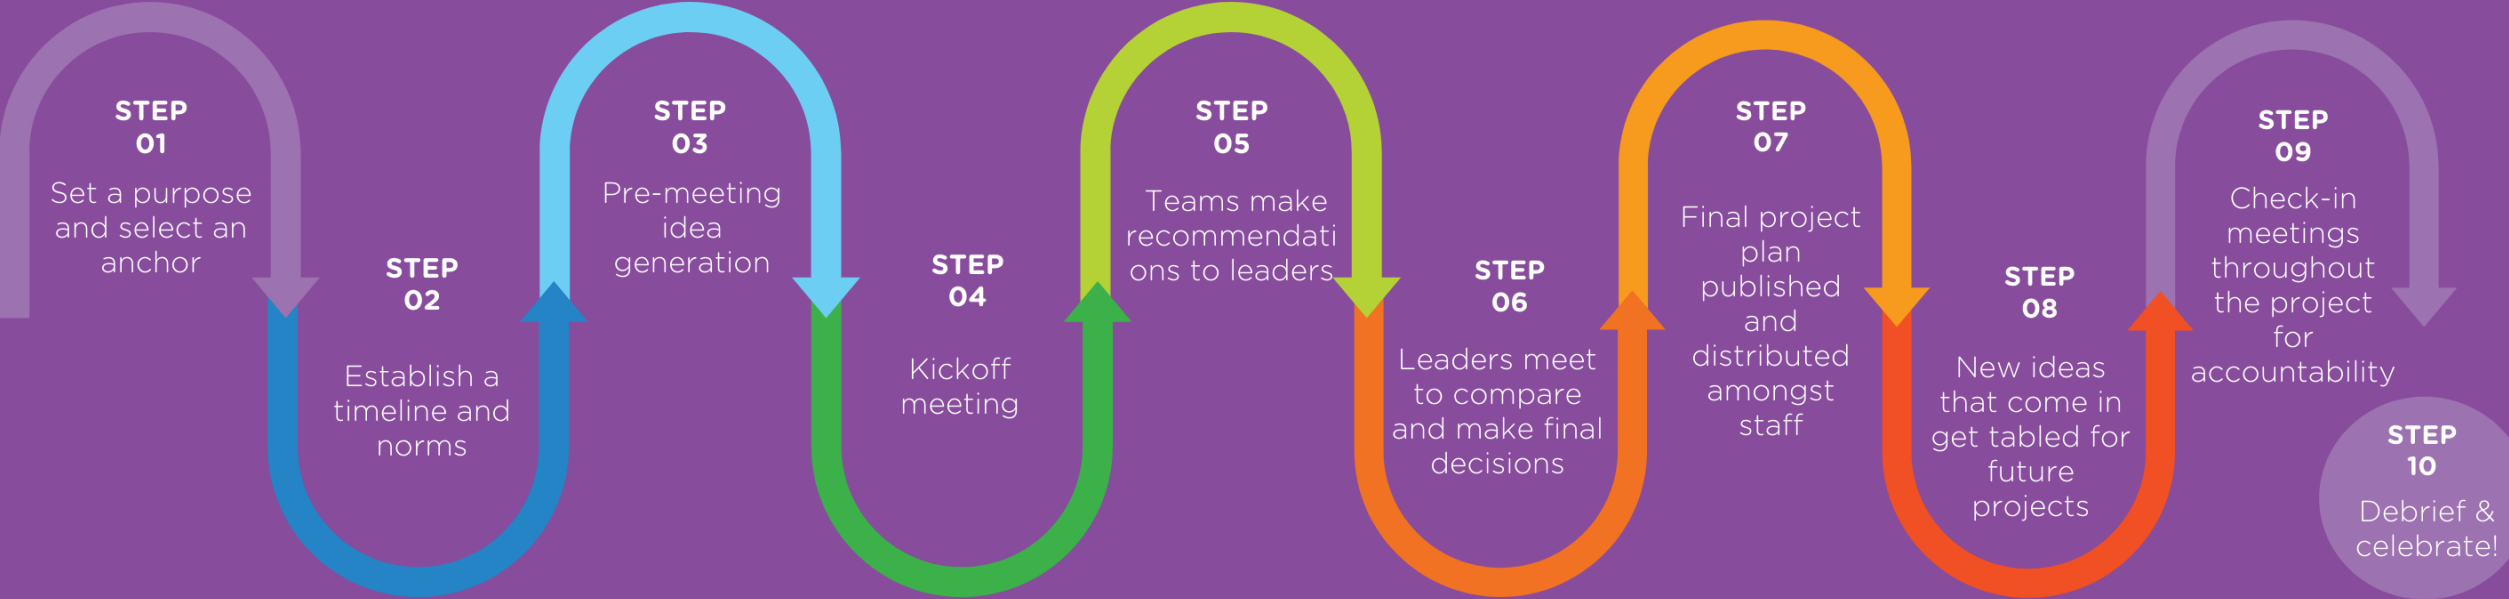 STEP
01
Set a purpose
and select an
anchor
STEP
02
Establish a
timeline and
norms
STEP
03
Pre-meeting
idea
generation
STEP
04
Kickoff
meeting
STEP
05
Teams make
recommendati
ons to leaders
STEP
06
Leaders meet
to compare
and make final
decisions
STEP
07
Final project
plan
published
and
distributed
amongst
staff
STEP
08
New ideas
that come in
get tabled for
future
projects
STEP
09
Check-in
meetings
throughout
the project
for
accountability
STEP
10
Debrief &
celebrate!